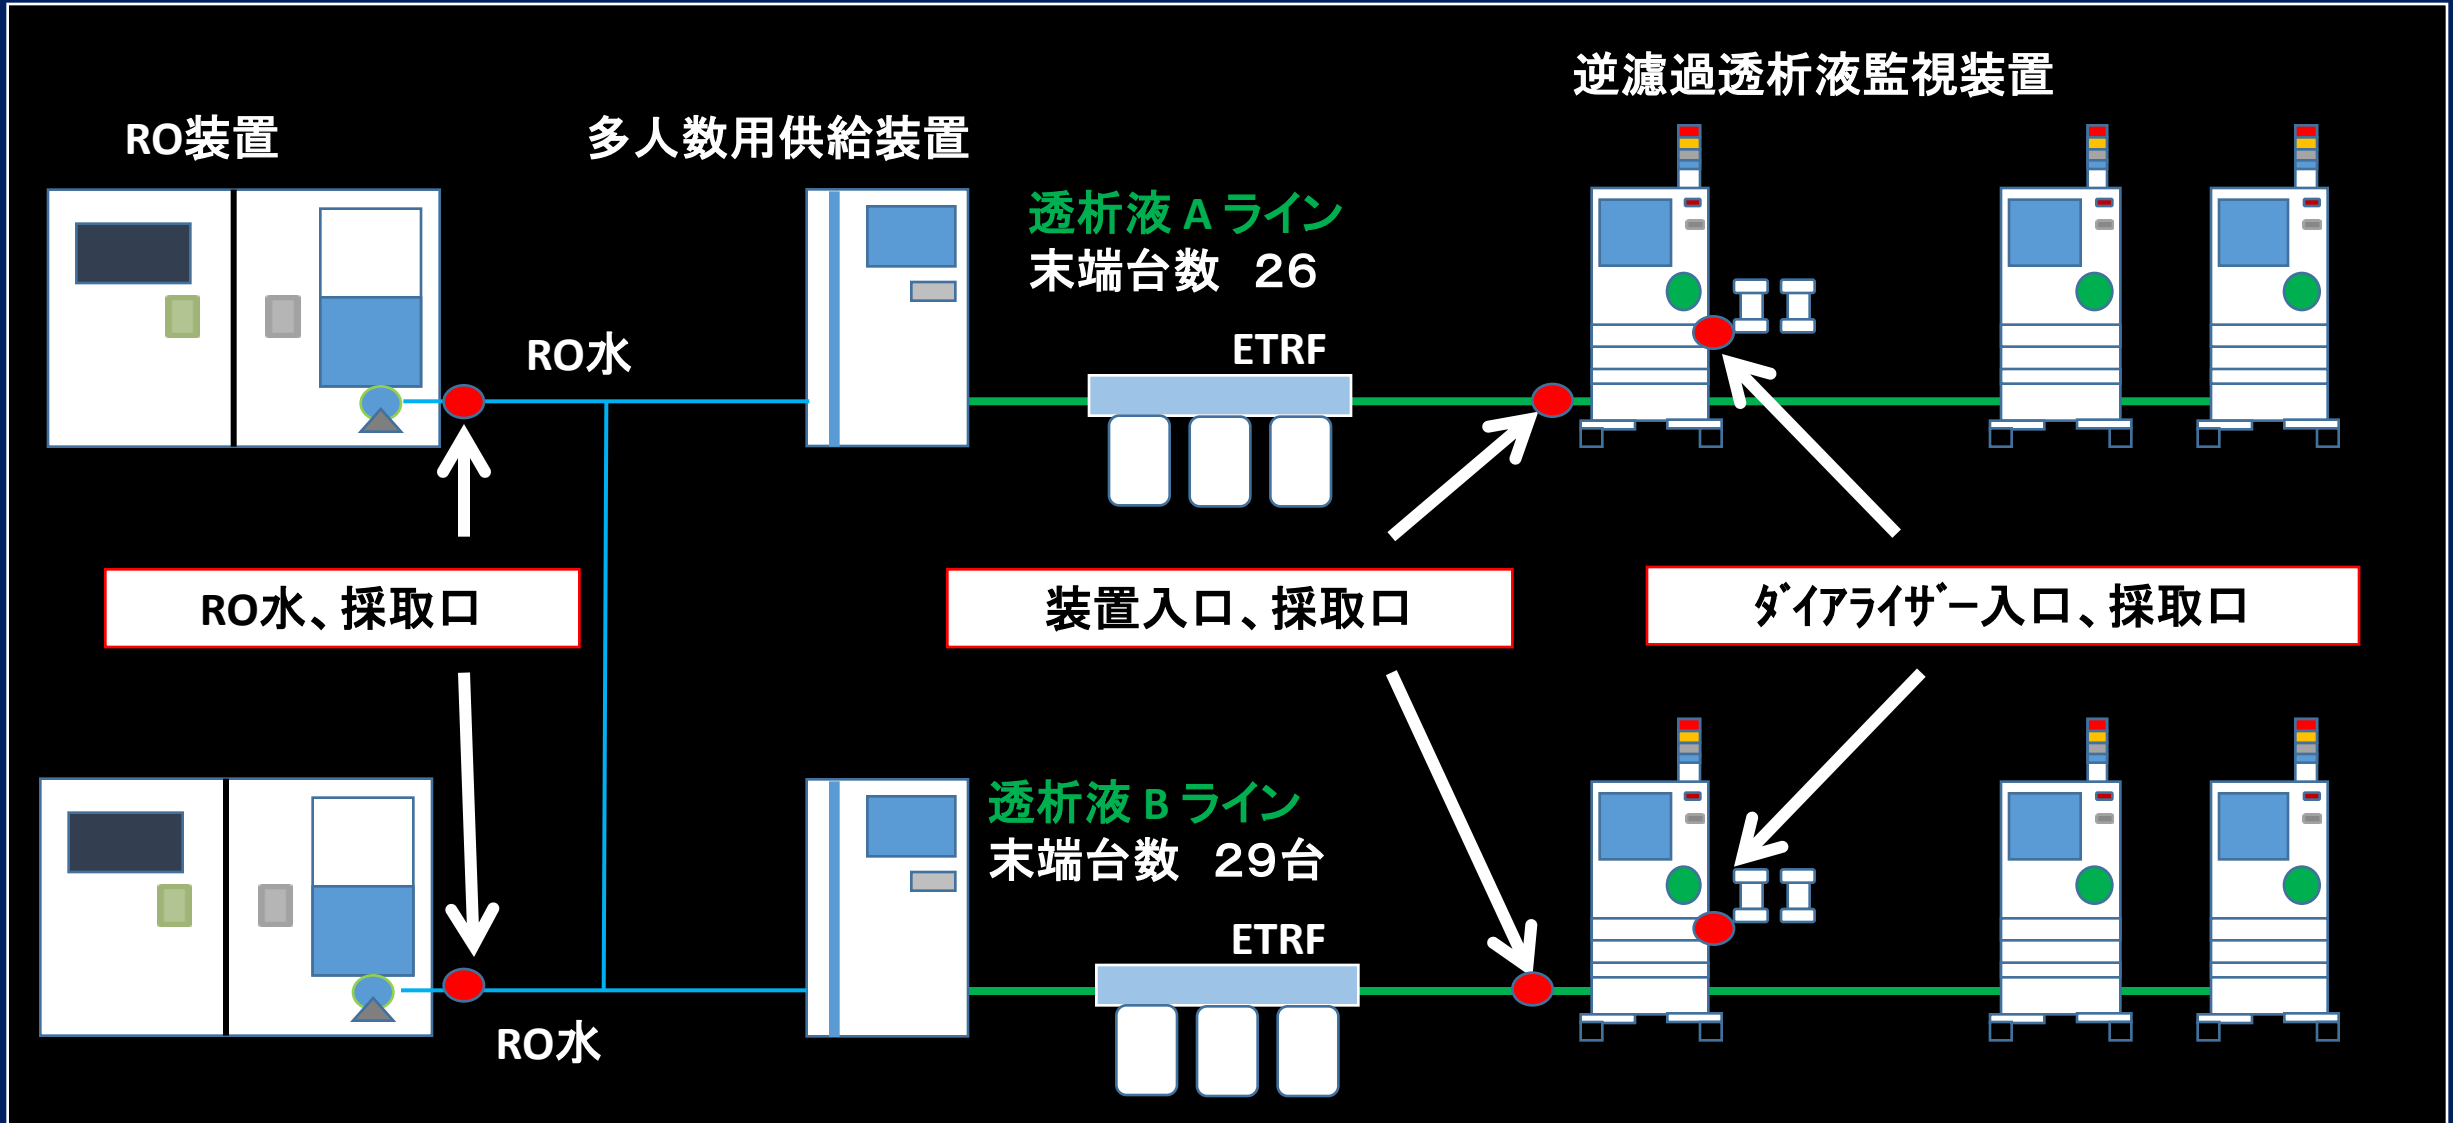 逆濾過透析液監視装置
RO装置
多人数用供給装置
透析液 A ライン
末端台数　26
RO水
ETRF
RO水、採取口
装置入口、採取口
ﾀﾞｲｱﾗｲｻﾞｰ入口、採取口
透析液 B ライン
末端台数　29台
ETRF
RO水